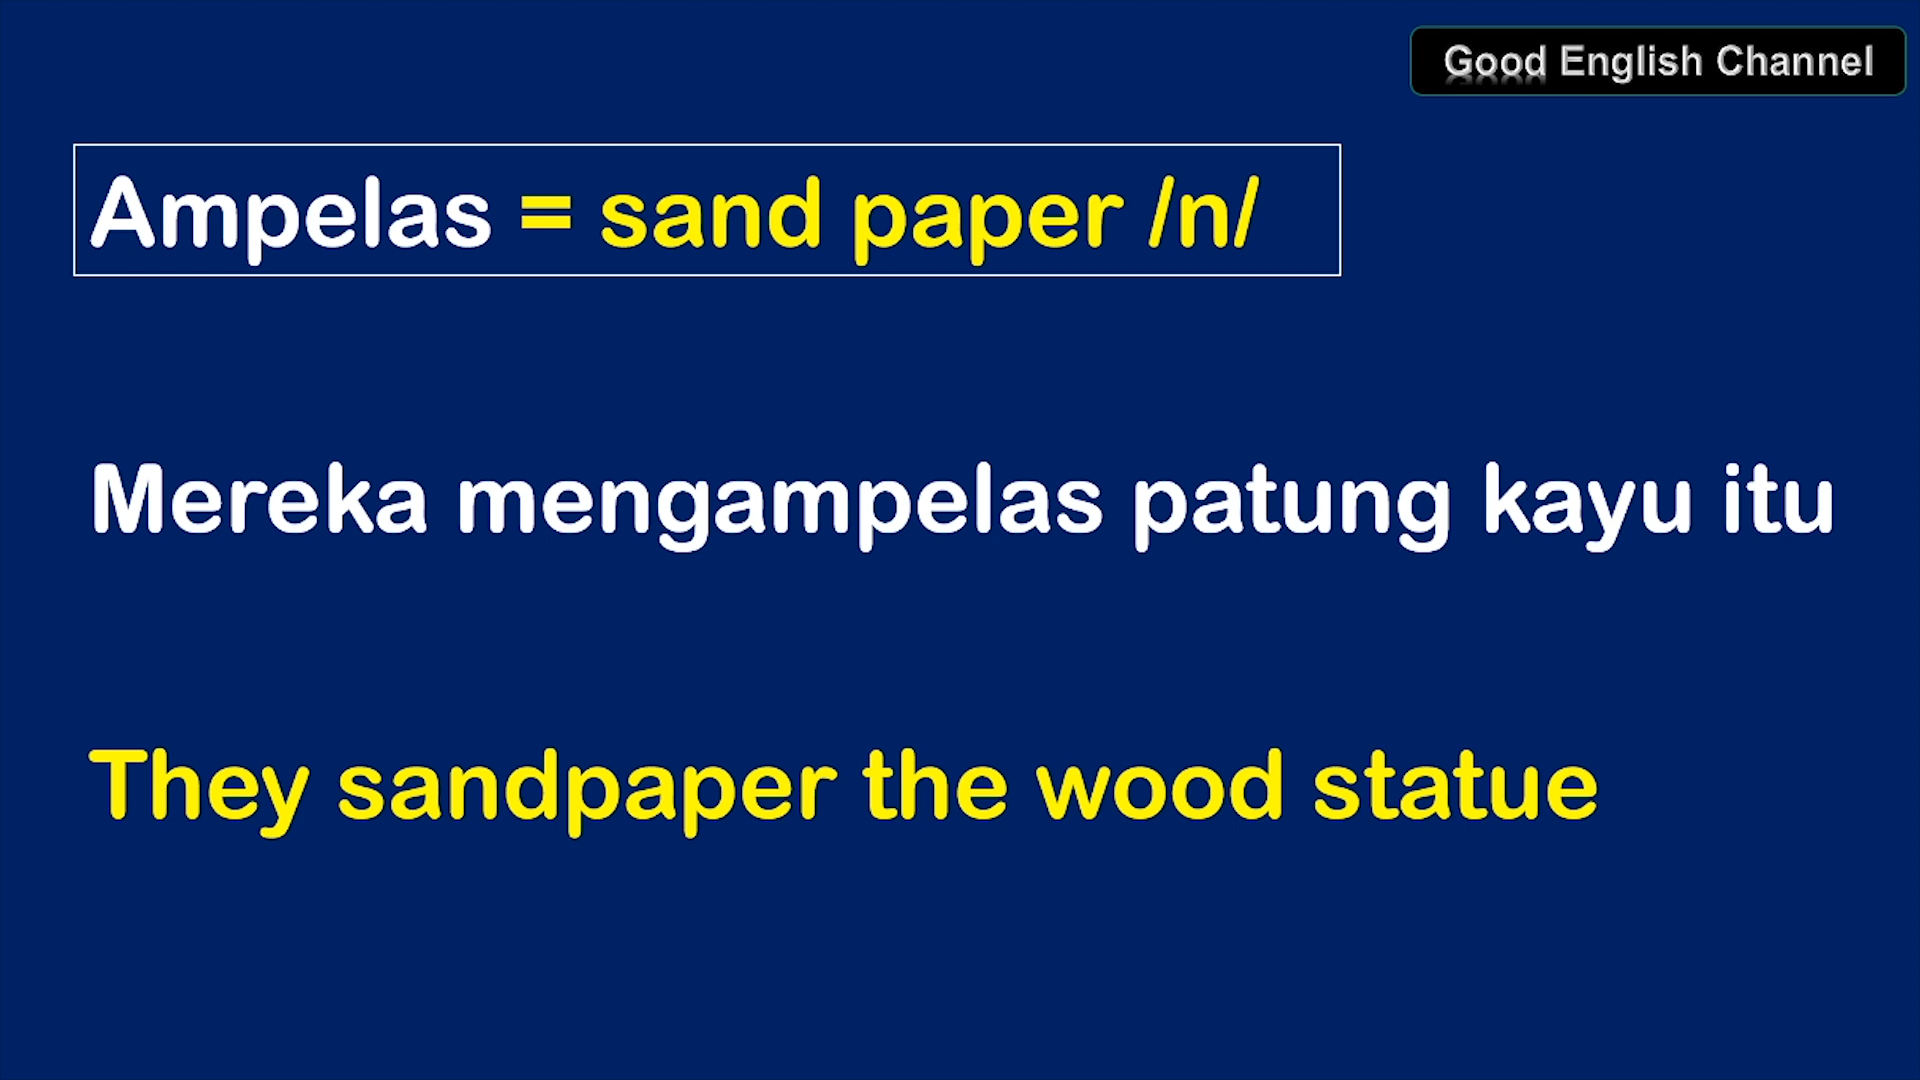 Good English Channel
Ampelas = sand paper /n/
Mereka mengampelas patung kayu itu
They sandpaper the wood statue